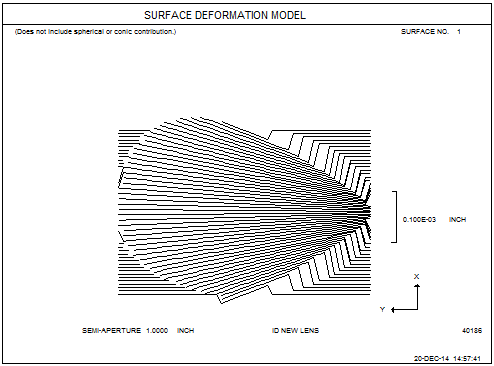 SURFACE DEFORMATION MODEL
(Does not include spherical or conic contribution.) SURFACE NO. 1
0.100E-03 INCH
X
Y
SEMI-APERTURE 1.0000 INCH ID NEW LENS 40186
20-DEC-14 14:57:41